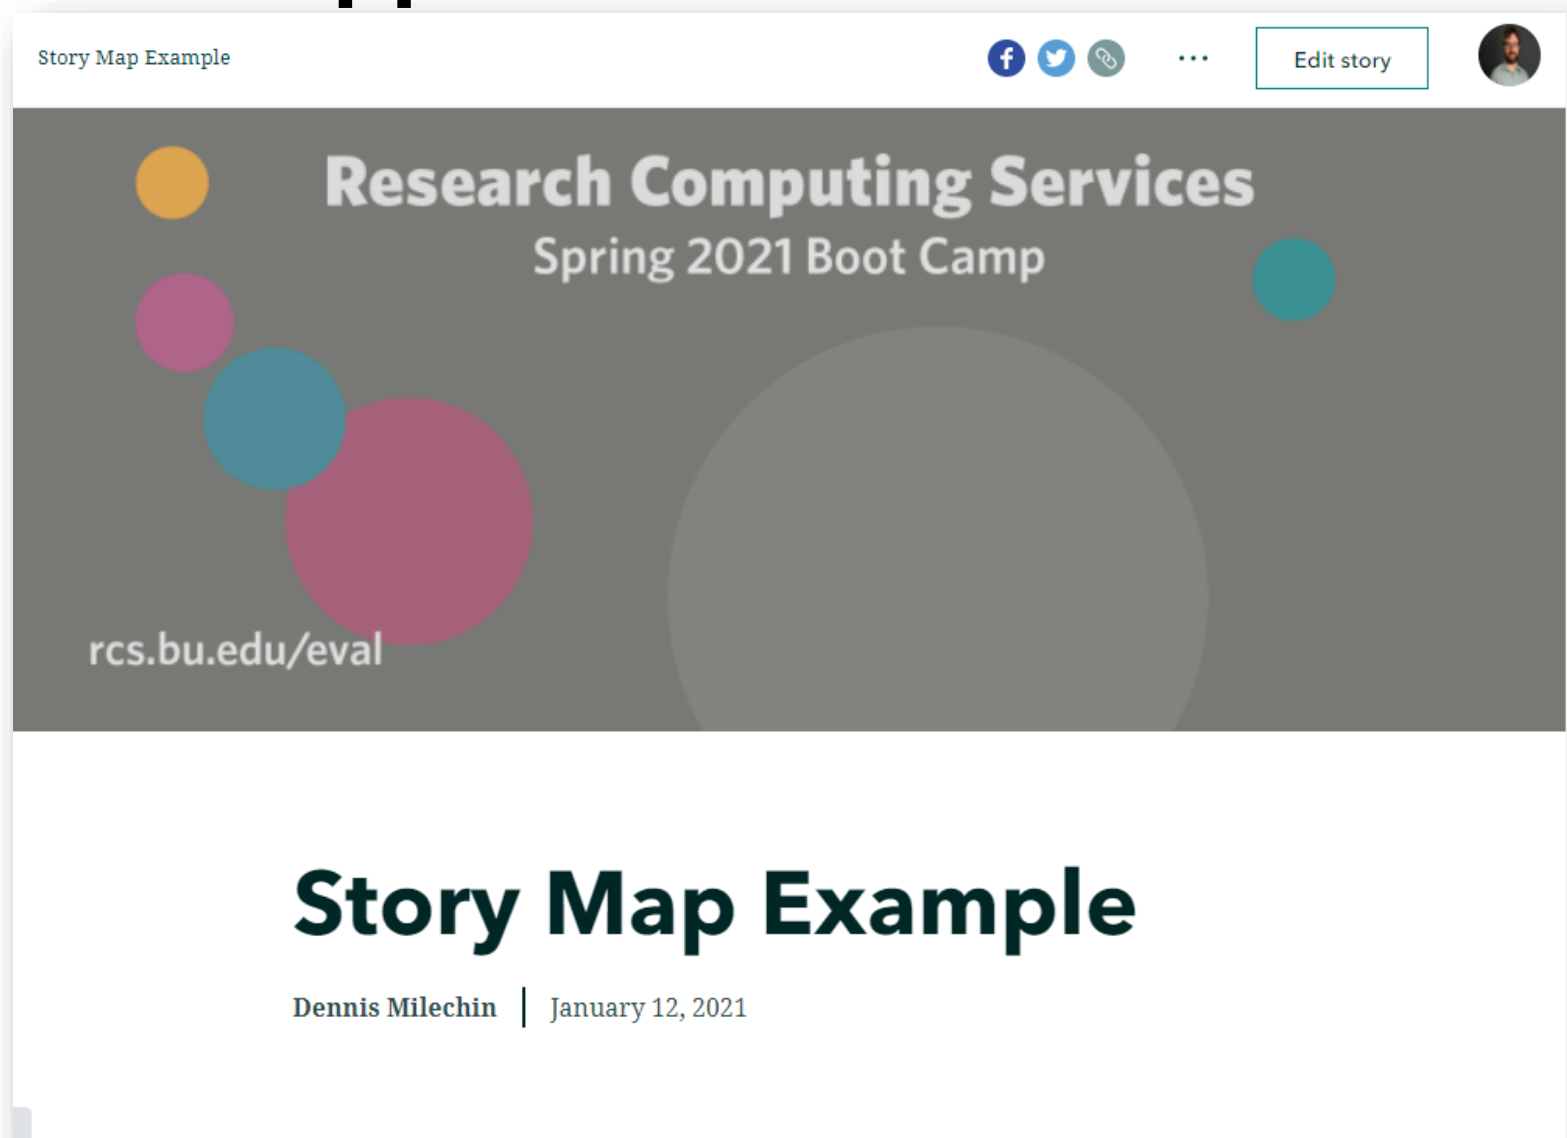 Story Map Example
Edit story
Research Computing Services
Spring 2021 Boot Camp
rcs.bu.edu/eval
Story Map Example
Dennis Milechin
January 12, 2021